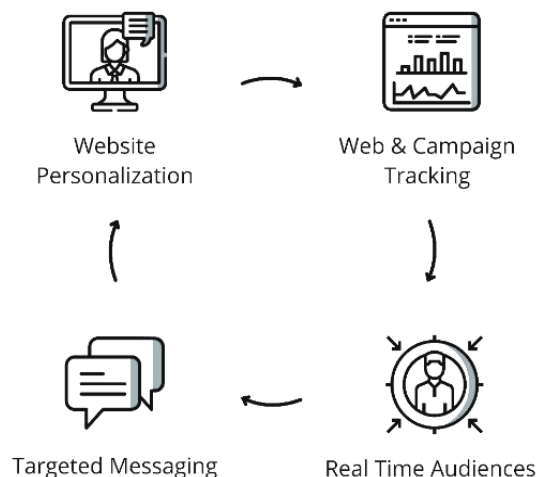 Website
Personalization
Web & Campaign
Tracking
Targeted Messaging
Real Time Audiences